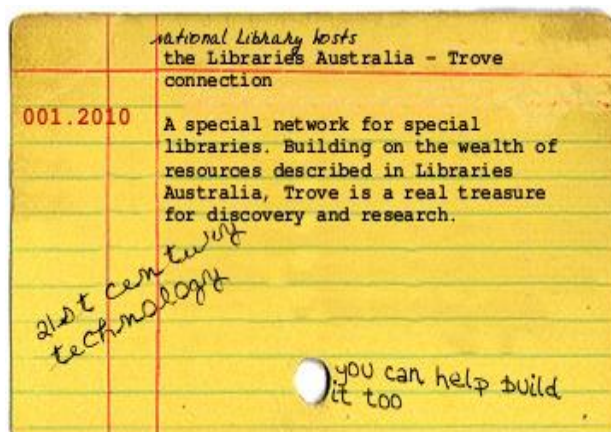 national Library hosts
the Libraries Australia - Trove
connection
001.2010
A special network for special
libraries. Building on the wealth of
resources described in Libraries
Australia, Trove is a real treasure
for discovery and research.
21st century
technology
you can help build
it too